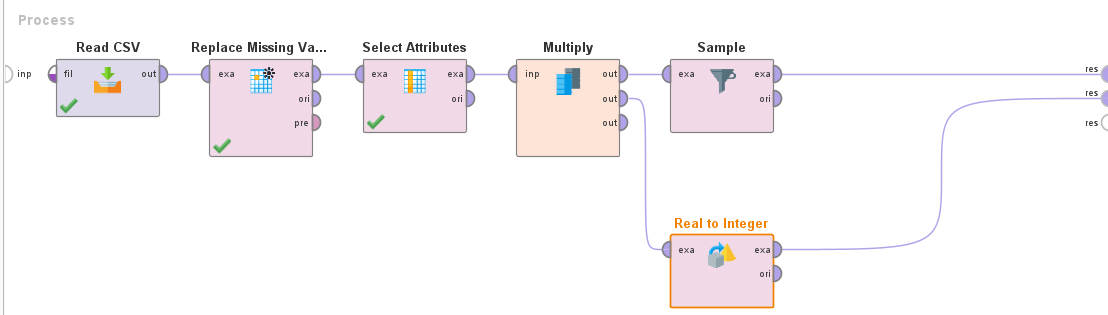 Process
Read CSV
Replace Missing Va...
Select Attributes
Multiply
Sample
inp
fil
out
exa
exa
ori
pre
exa
exa
ori
inp
out
out
out
exa
exa
ori
res
res
res
Real to Integer
exa
exa
ori